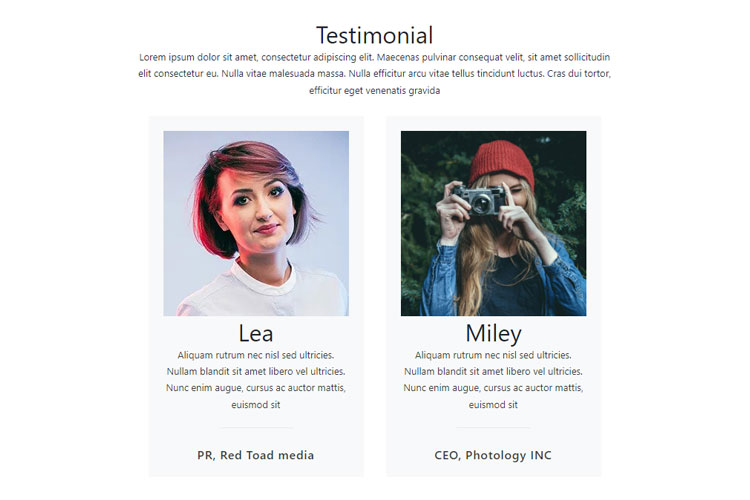 Testimonial
Lorem ipsum dolor sit amet, consectetur adipiscing elit. Maecenas pulvinar consequat velit, sit amet sollicitudin
elit consectetur eu. Nulla vitae malesuada massa. Nulla efficitur arcu vitae tellus tincidunt luctus. Cras dui tortor,
efficitur eget venenatis gravida
Lea
Aliquam rutrum nec nisl sed ultricies.
Nullam blandit sit amet libero vel ultricies.
Nunc enim augue, cursus ac auctor mattis,
euismod sit
PR, Red Toad media
Miley
Aliquam rutrum nec nisl sed ultricies.
Nullam blandit sit amet libero vel ultricies.
Nunc enim augue, cursus ac auctor mattis,
euismod sit
CEO, Photology INC